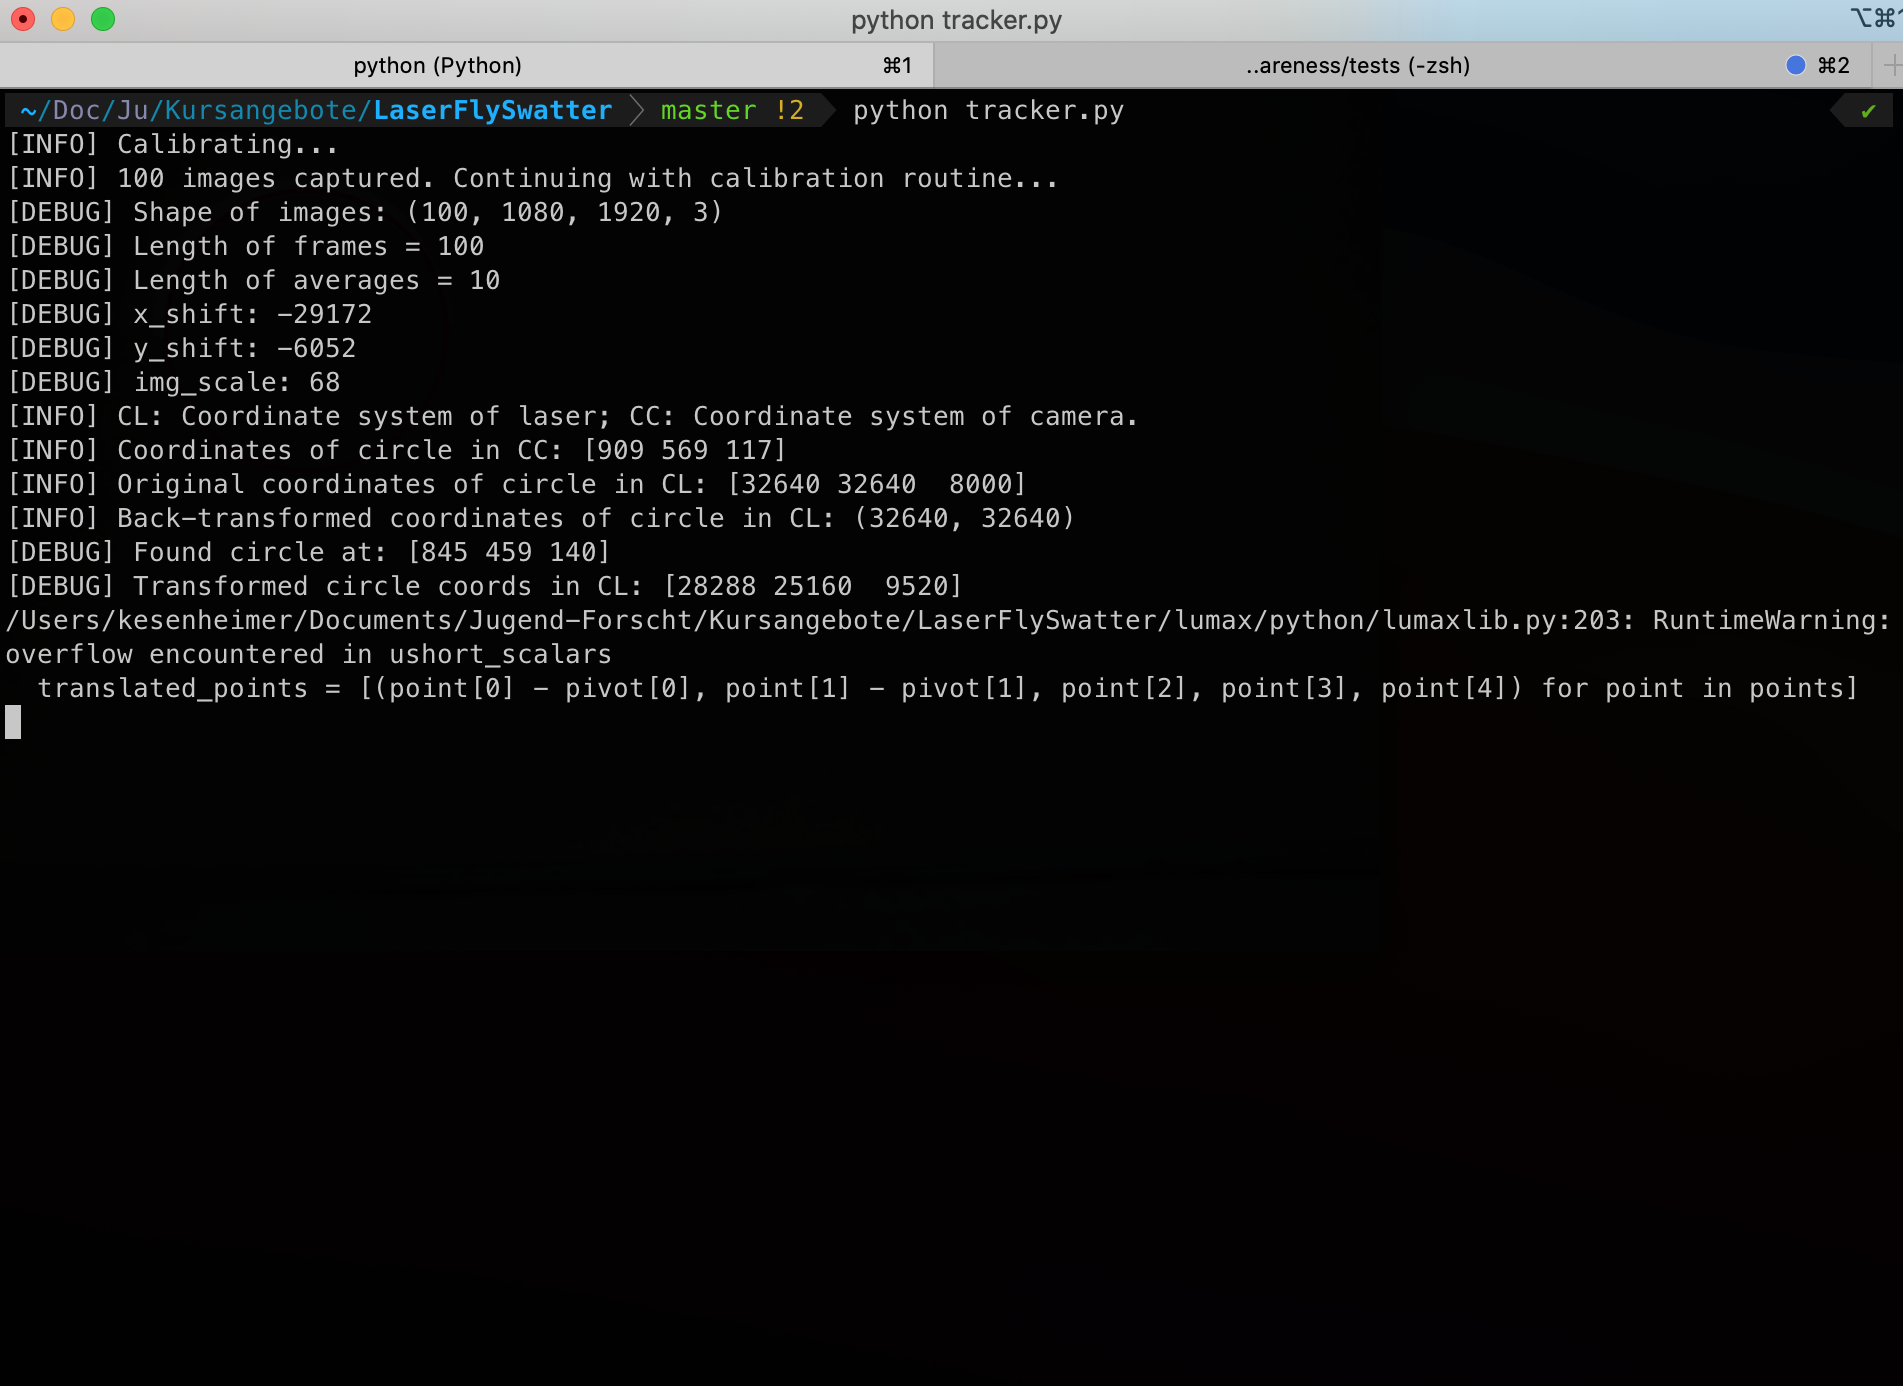 python tracker.py ⌥⌘
python (Python) ⌘1 ..areness/tests (-zsh) ⌘2
~/Doc/Ju/Kursangebote/LaserFlySwatter master !2 python tracker.py ✔
[INFO] Calibrating...
[INFO] 100 images captured. Continuing with calibration routine...
[DEBUG] Shape of images: (100, 1080, 1920, 3)
[DEBUG] Length of frames = 100
[DEBUG] Length of averages = 10
[DEBUG] x_shift: -29172
[DEBUG] y_shift: -6052
[DEBUG] img_scale: 68
[INFO] CL: Coordinate system of laser; CC: Coordinate system of camera.
[INFO] Coordinates of circle in CC: [909 569 117]
[INFO] Original coordinates of circle in CL: [32640 32640  8000]
[INFO] Back-transformed coordinates of circle in CL: (32640, 32640)
[DEBUG] Found circle at: [845 459 140]
[DEBUG] Transformed circle coords in CL: [28288 25160  9520]
/Users/kesenheimer/Documents/Jugend-Forscht/Kursangebote/LaserFlySwatter/lumax/python/lumaxlib.py:203: RuntimeWarning:
overflow encountered in ushort_scalars
  translated_points = [(point[0] - pivot[0], point[1] - pivot[1], point[2], point[3], point[4]) for point in points]